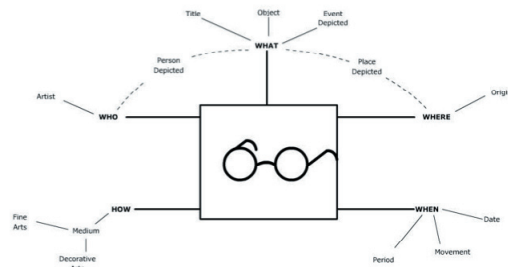 Title
Object
Event
Depicted
WHAT
Person
Depicted
Place
Depicted
Artist
WHO
WHERE
HOW
WHEN
Fine
Arts
Medium
Decorative
Date
Movement
Period